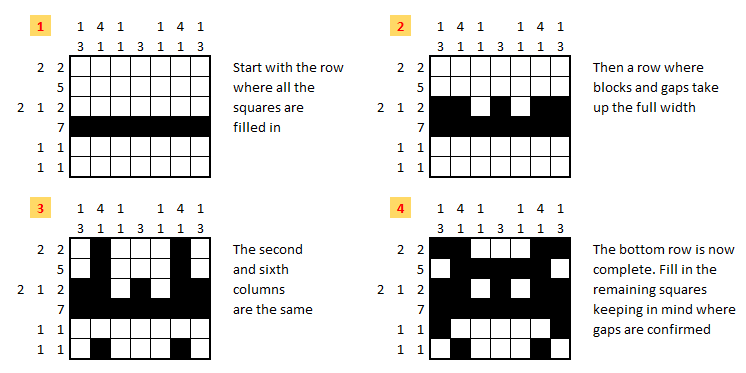 1
1 4 1 1 4 1
3 1 1 3 1 1 3
2 2
5
2 1 2
7
1 1
1 1
Start with the row
where all the
squares are
filled in
2
1 4 1 1 4 1
3 1 1 3 1 1 3
2 2
5
2 1 2
7
1 1
1 1
Then a row where
blocks and gaps take
up the full width
3
1 4 1 1 4 1
3 1 1 3 1 1 3
2 2
5
2 1 2
7
1 1
1 1
The second
and sixth
columns
are the same
4
1 4 1 1 4 1
3 1 1 3 1 1 3
2 2
5
2 1 2
7
1 1
1 1
The bottom row is now
complete. Fill in the
remaining squares
keeping in mind where
gaps are confirmed